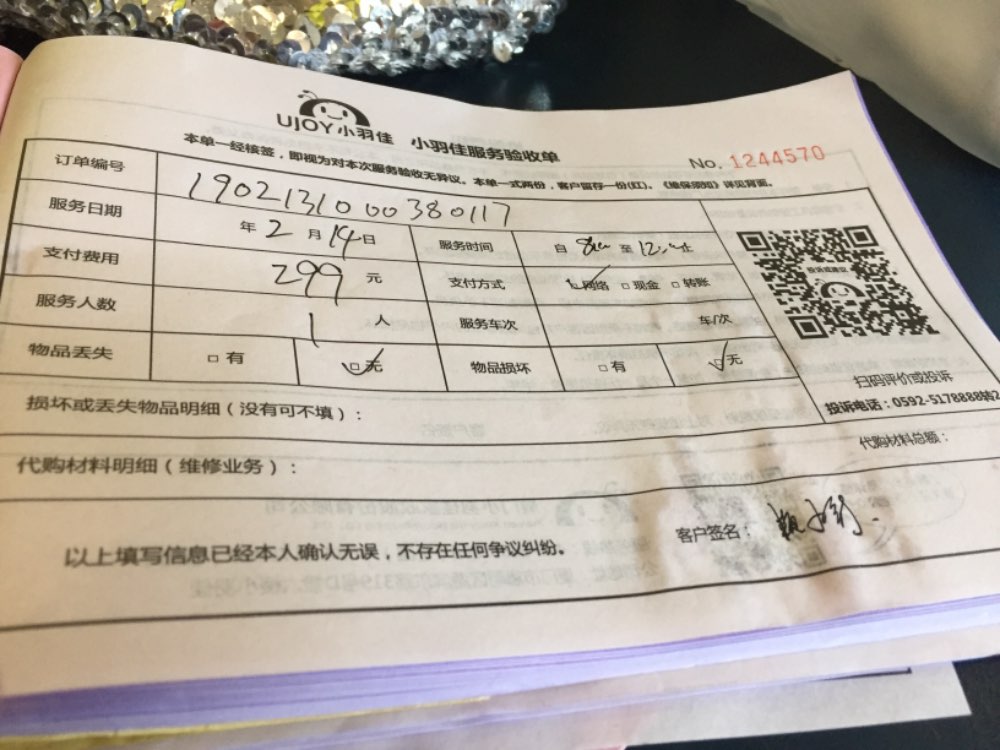 UJOY小羽佳 小羽佳服务验收单
No. 1244570
本单一经核签，即视为对本次服务验收无异议。本单一式两份，客户留存一份(红)。《维保须知》详见背面。
订单编号 1902131000380117
服务日期 年2月14日 服务时间 自 至12 止
支付费用 299元 支付方式 网络 □现金 □转账
服务人数 1人 服务车次 车/次
物品丢失 □有 □无 物品损坏 □有 □无
扫码评价或投诉
投诉电话：0592-5178888转2
损坏或丢失物品明细（没有可不填）：
代购材料明细（维修业务）：
代购材料总额：
以上填写信息已经本人确认无误，不存在任何争议纠纷。
客户签名：